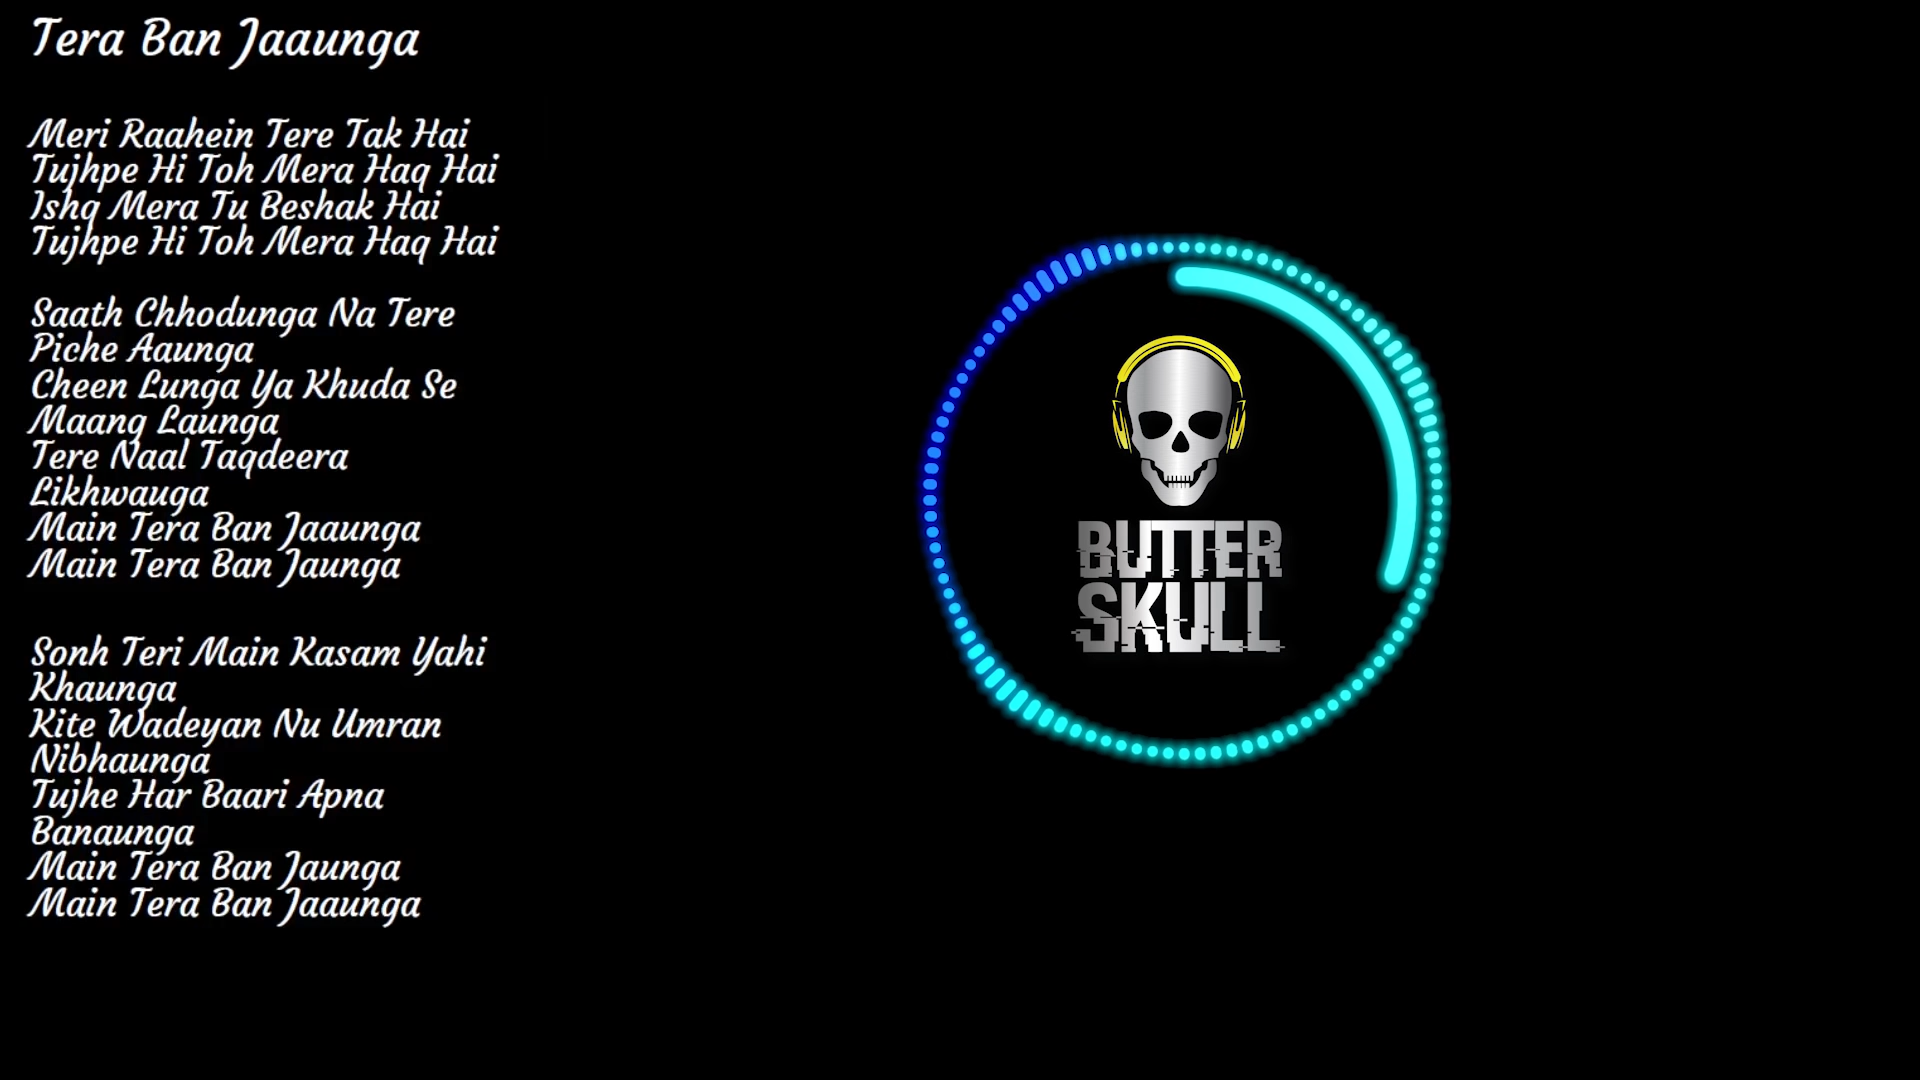 Tera Ban Jaaunga
Meri Raahein Tere Tak Hai
Tujhpe Hi Toh Mera Haq Hai
Ishq Mera Tu Beshak Hai
Tujhpe Hi Toh Mera Haq Hai
Saath Chhodunga Na Tere
Piche Aaunga
Cheen Lunga Ya Khuda Se
Maang Launga
Tere Naal Taqdeera
Likhwauga
Main Tera Ban Jaaunga
Main Tera Ban Jaunga
Sonh Teri Main Kasam Yahi
Khaunga
Kite Wadeyan Nu Umran
Nibhaunga
Tujhe Har Baari Apna
Banaunga
Main Tera Ban Jaunga
Main Tera Ban Jaaunga
BUTTER
SKULL